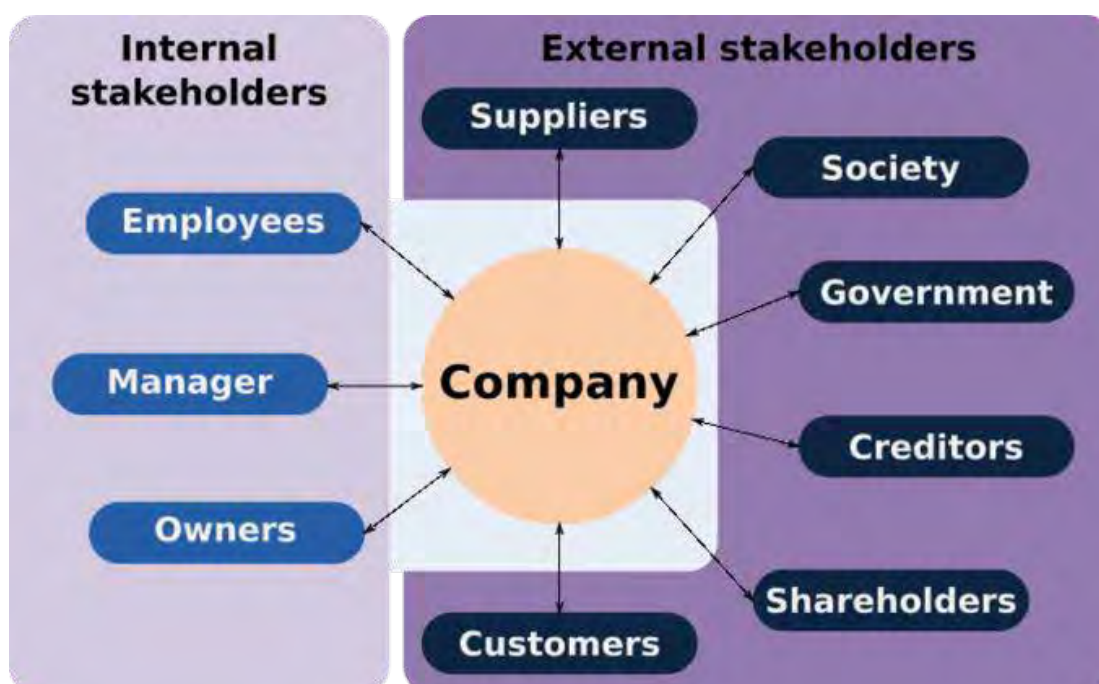 Internal
stakeholders
External stakeholders
Suppliers
Society
Employees
Government
Manager
Company
Creditors
Owners
Shareholders
Customers